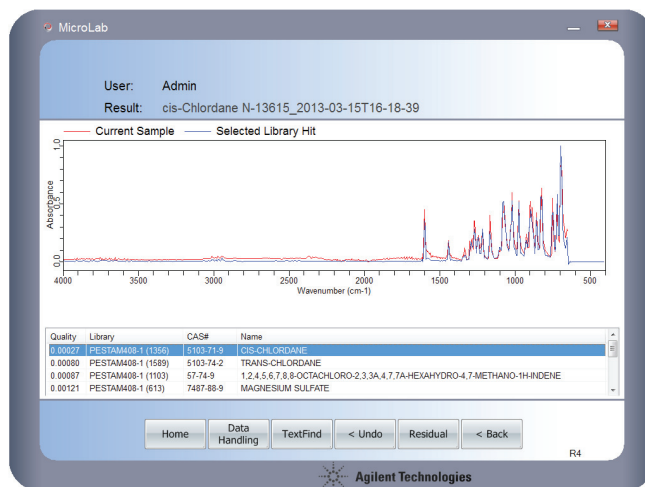 MicroLab
User: Admin
Result: cis-Chlordane N-13615_2013-03-15T16-18-39
Current Sample Selected Library Hit
1.0
0.5
0.0
Absorbance
4000 3500 3000 2500 2000 1500 1000 500
Wavenumber (cm-1)
Quality Library CAS# Name
0.00027 PESTAM408-1 (1356) 5103-71-9 CIS-CHLORDANE
0.00080 PESTAM408-1 (1589) 5103-74-2 TRANS-CHLORDANE
0.00087 PESTAM408-1 (1103) 57-74-9 1,2,4,5,6,7,8,8-OCTACHLORO-2,3,3A,4,7,7A-HEXAHYDRO-4,7-METHANO-1H-INDENE
0.00121 PESTAM408-1 (613) 7487-88-9 MAGNESIUM SULFATE
Home Data Handling TextFind < Undo Residual < Back
R4
Agilent Technologies